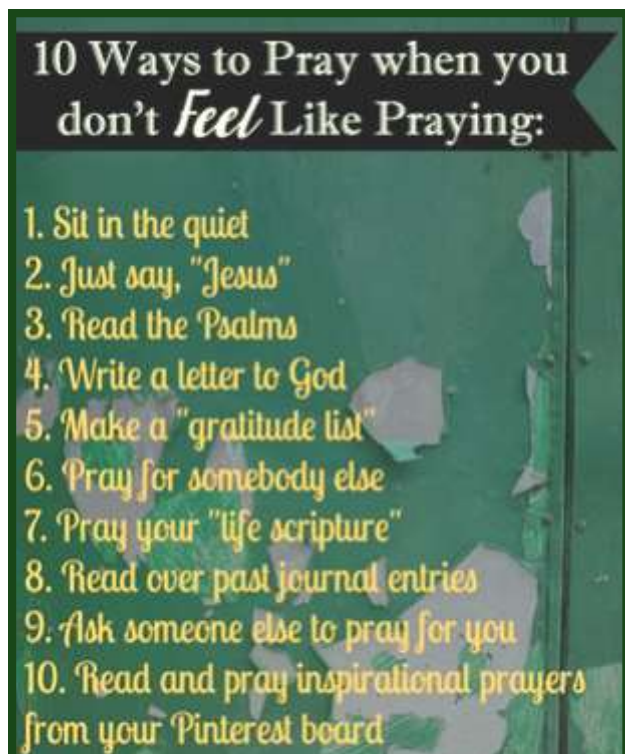 10 Ways to Pray when you
don't Feel Like Praying:
1. Sit in the quiet
2. Just say, "Jesus"
3. Read the Psalms
4. Write a letter to God
5. Make a "gratitude list"
6. Pray for somebody else
7. Pray your "life scripture"
8. Read over past journal entries
9. Ask someone else to pray for you
10. Read and pray inspirational prayers
from your Pinterest board